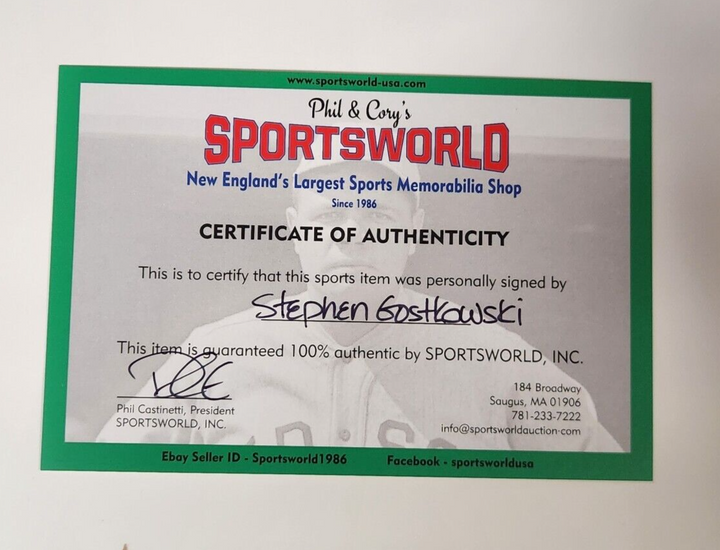 www.sportsworld-usa.com
Phil & Cory's
SPORTSWORLD
New England's Largest Sports Memorabilia Shop
Since 1986
CERTIFICATE OF AUTHENTICITY
This is to certify that this sports item was personally signed by
Stephen Gostkowski
This item is guaranteed 100% authentic by SPORTSWORLD, INC.
Phil Castinetti, President
SPORTSWORLD, INC.
184 Broadway
Saugus, MA 01906
781-233-7222
info@sportsworldauction.com
Ebay Seller ID - Sportsworld1986
Facebook - sportsworldusa